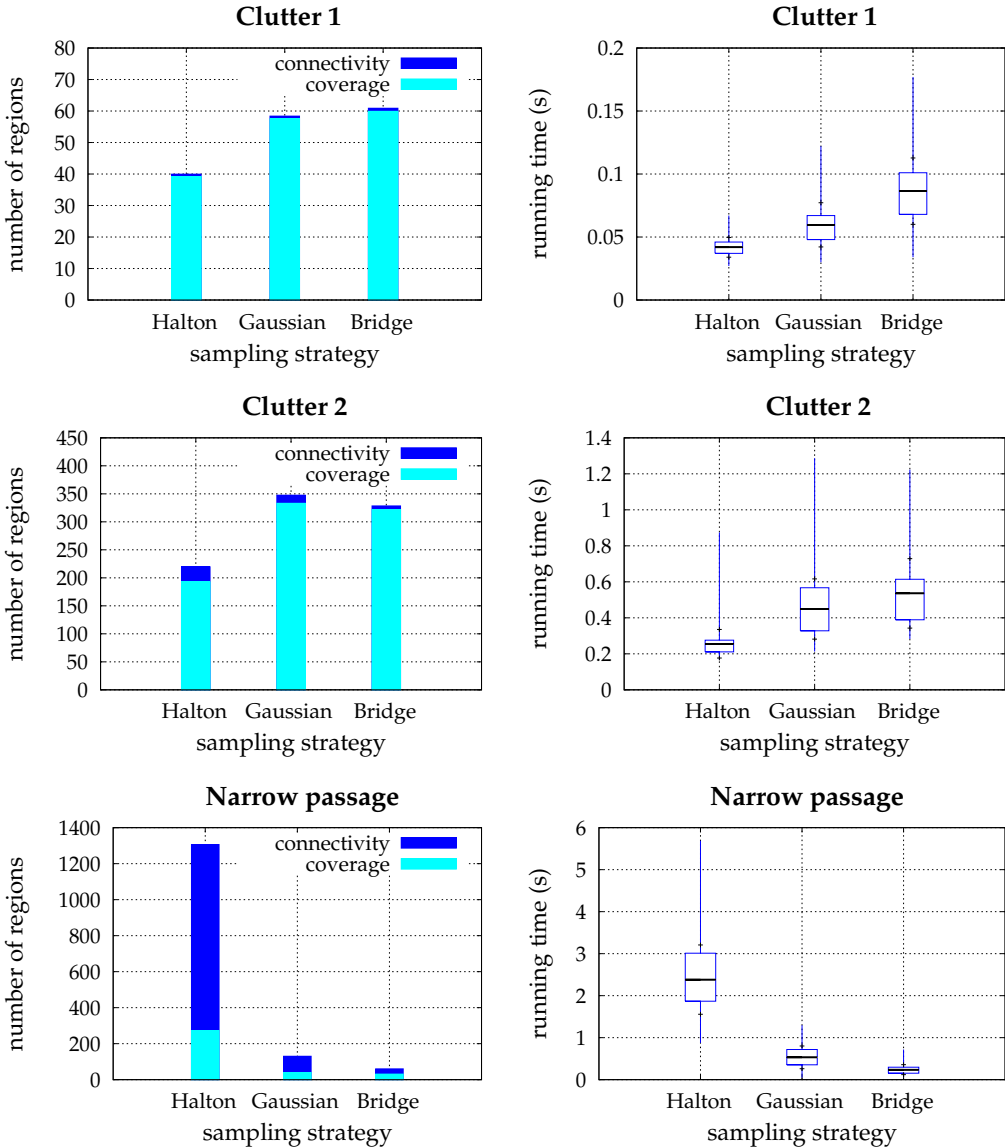 Clutter 1
number of regions
80
70
60
50
40
30
20
10
0
connectivity
coverage
Halton Gaussian Bridge
sampling strategy
Clutter 1
running time (s)
0.2
0.15
0.1
0.05
0
Halton Gaussian Bridge
sampling strategy
Clutter 2
number of regions
450
400
350
300
250
200
150
100
50
0
connectivity
coverage
Halton Gaussian Bridge
sampling strategy
Clutter 2
running time (s)
1.4
1.2
1
0.8
0.6
0.4
0.2
0
Halton Gaussian Bridge
sampling strategy
Narrow passage
number of regions
1400
1200
1000
800
600
400
200
0
connectivity
coverage
Halton Gaussian Bridge
sampling strategy
Narrow passage
running time (s)
6
5
4
3
2
1
0
Halton Gaussian Bridge
sampling strategy